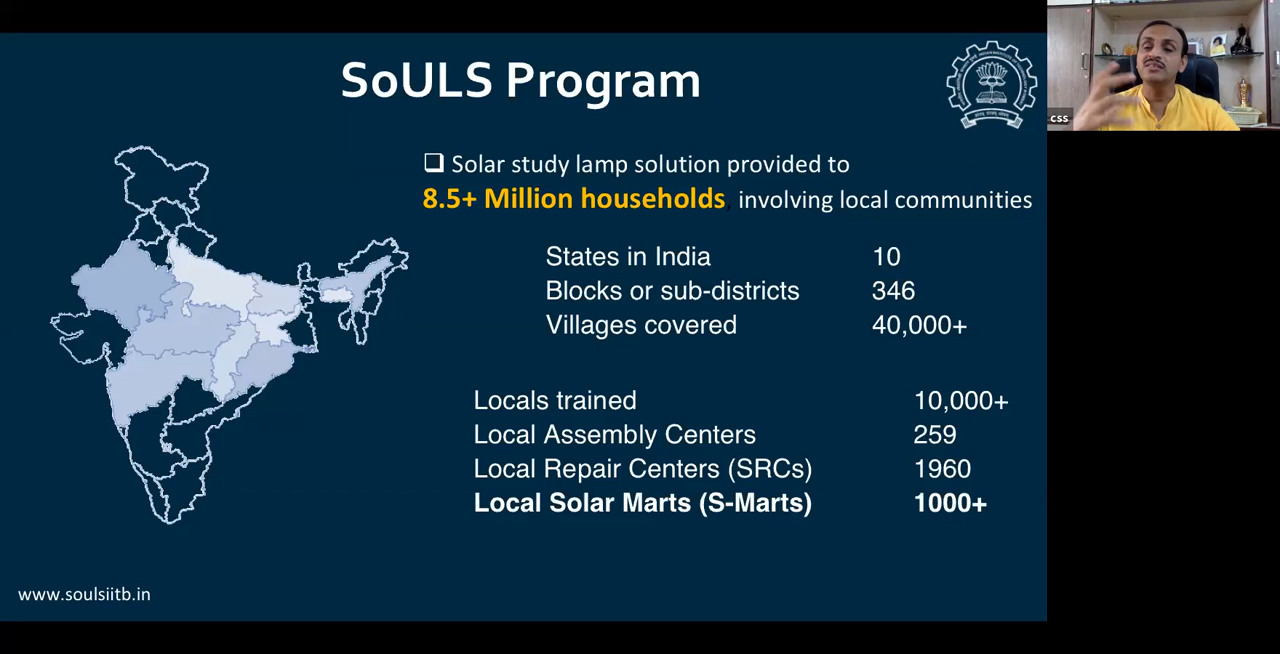 SoULS Program
css
❑ Solar study lamp solution provided to
8.5+ Million households, involving local communities
States in India 10
Blocks or sub-districts 346
Villages covered 40,000+
Locals trained 10,000+
Local Assembly Centers 259
Local Repair Centers (SRCs) 1960
Local Solar Marts (S-Marts) 1000+
www.soulsiitb.in